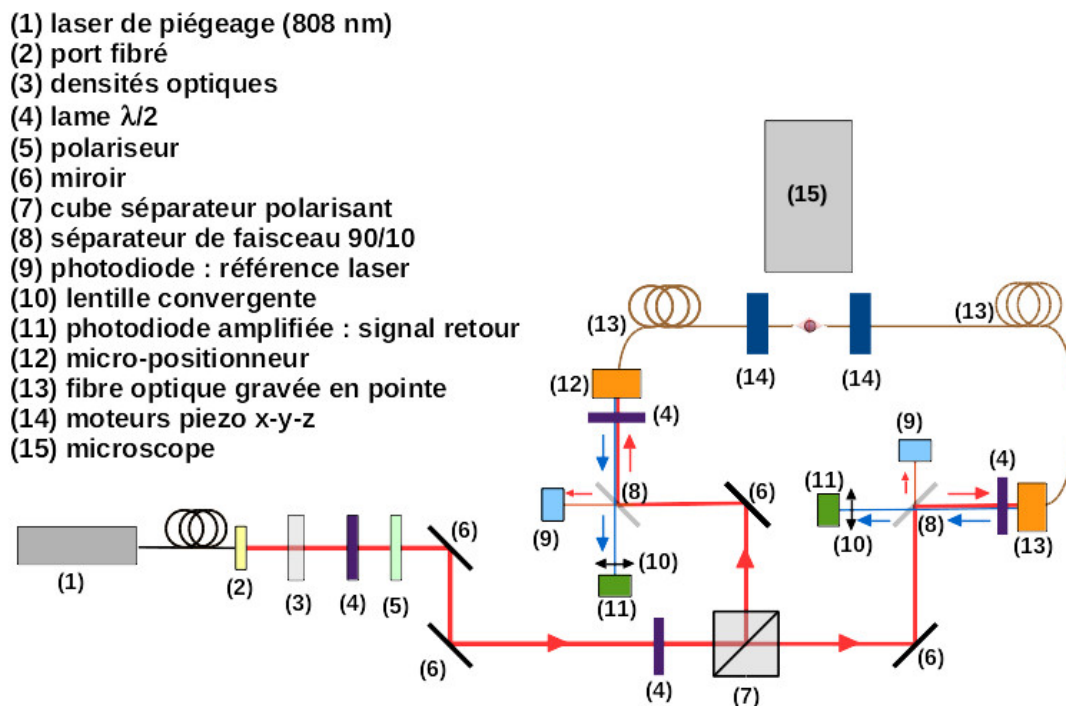 (1) laser de piégeage (808 nm)
(2) port fibré
(3) densités optiques
(4) lame λ/2
(5) polariseur
(6) miroir
(7) cube séparateur polarisant
(8) séparateur de faisceau 90/10
(9) photodiode : référence laser
(10) lentille convergente
(11) photodiode amplifiée : signal retour
(12) micro-positionneur
(13) fibre optique gravée en pointe
(14) moteurs piezo x-y-z
(15) microscope
(15)
(13)
(13)
(14)
(14)
(12)
(4)
(9)
(4)
(11)
(8)
(6)
(10)
(8)
(13)
(9)
(10)
(11)
(6)
(1)
(2)
(3)
(4)
(5)
(6)
(4)
(7)
(6)